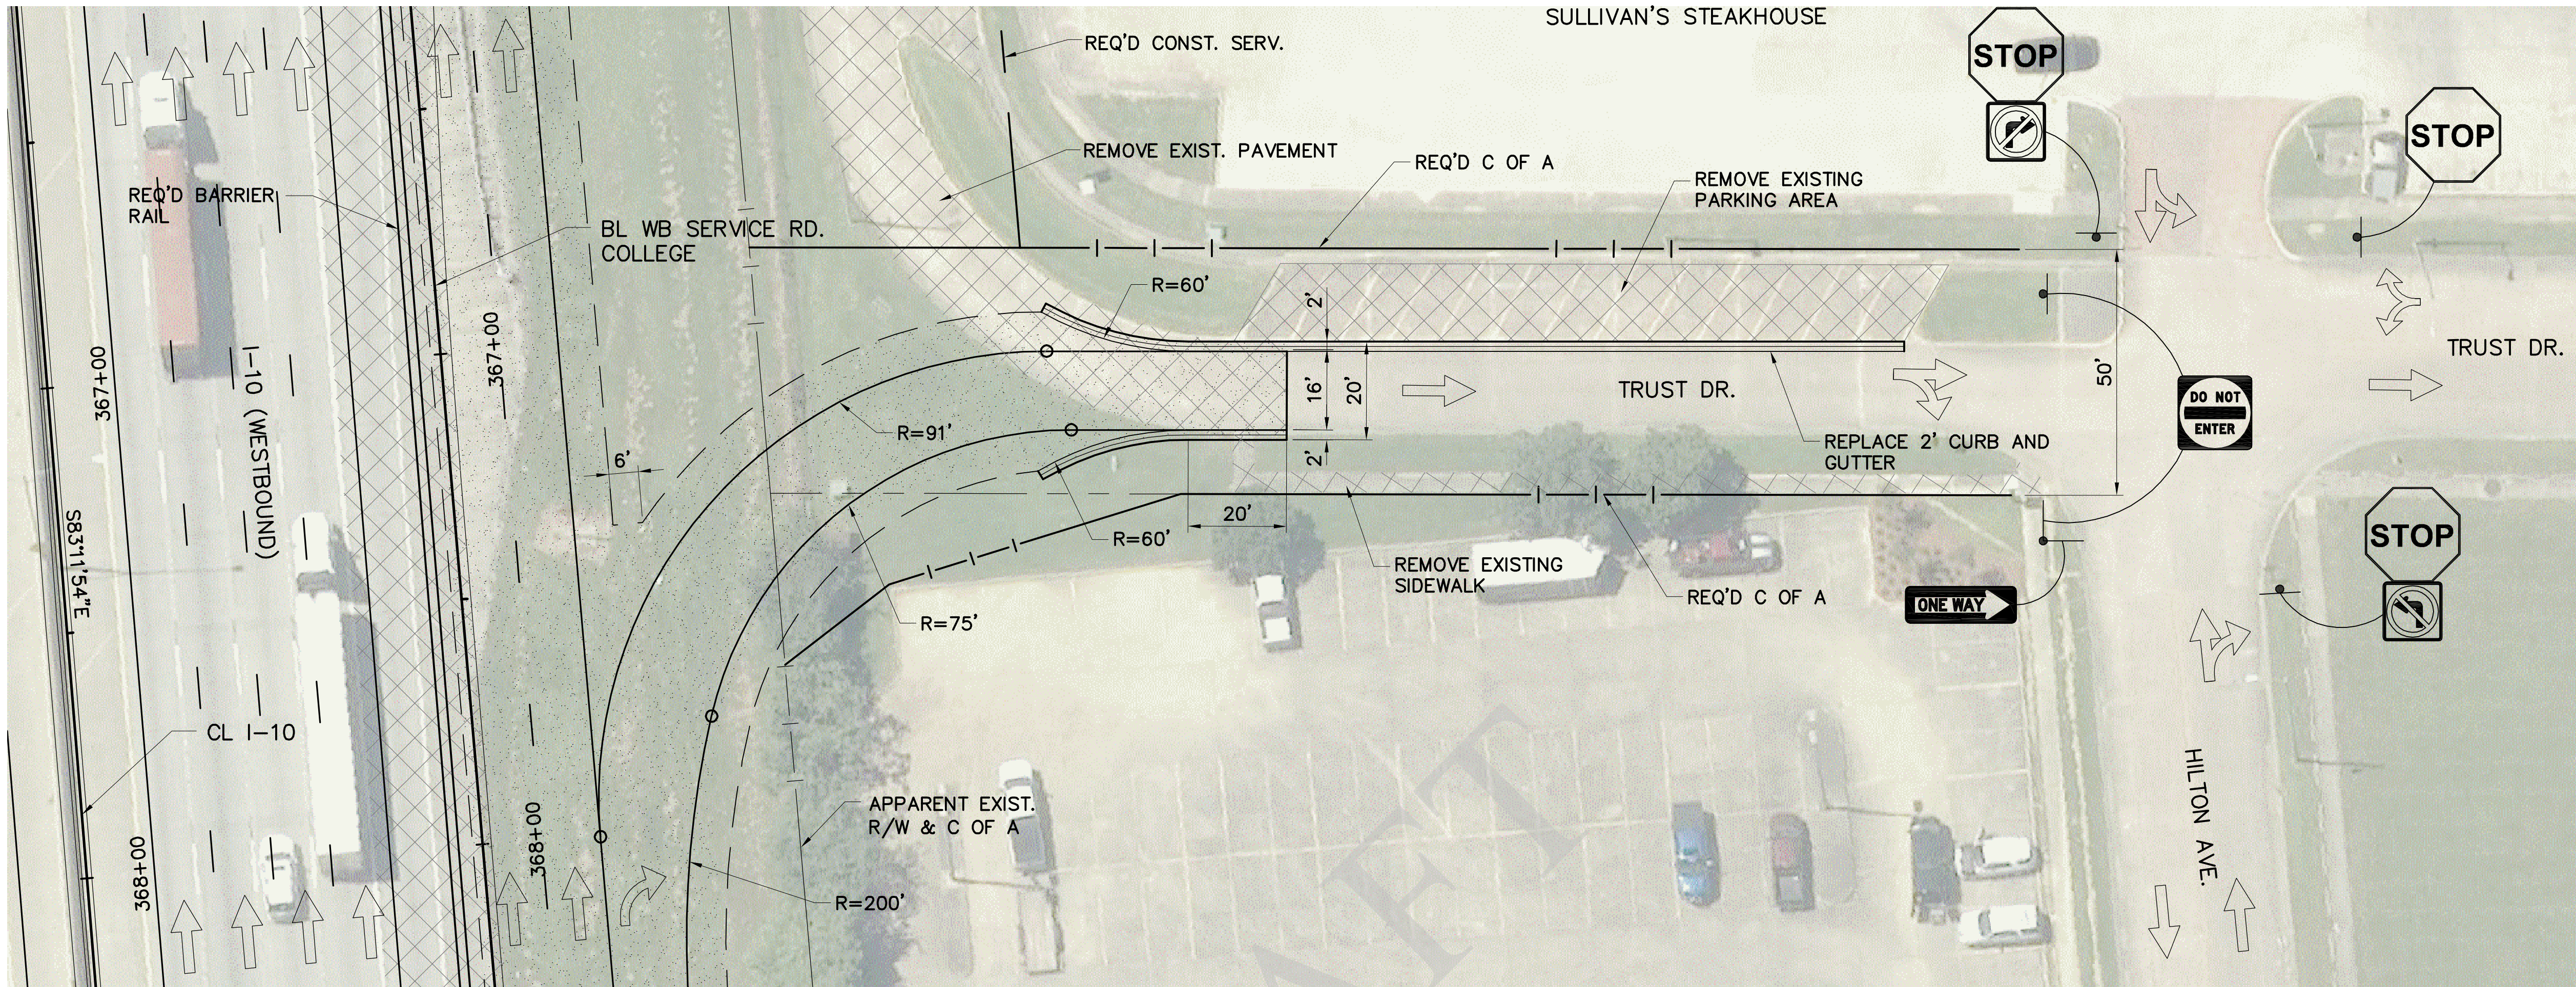 SULLIVAN'S STEAKHOUSE
REQ'D CONST. SERV.
STOP
STOP
REMOVE EXIST. PAVEMENT
REQ'D C OF A
REMOVE EXISTING
PARKING AREA
REQ'D BARRIER
RAIL
BL WB SERVICE RD.
COLLEGE
R=60'
2'
367+00
367+00
I-10 (WESTBOUND)
16'
20'
TRUST DR.
50'
TRUST DR.
DO NOT
ENTER
R=91'
REPLACE 2' CURB AND
GUTTER
6'
2'
20'
R=60'
S83°11'54"E
STOP
REMOVE EXISTING
SIDEWALK
REQ'D C OF A
ONE WAY
R=75'
CL I-10
HILTON AVE.
APPARENT EXIST.
R/W & C OF A
368+00
368+00
R=200'
AFT